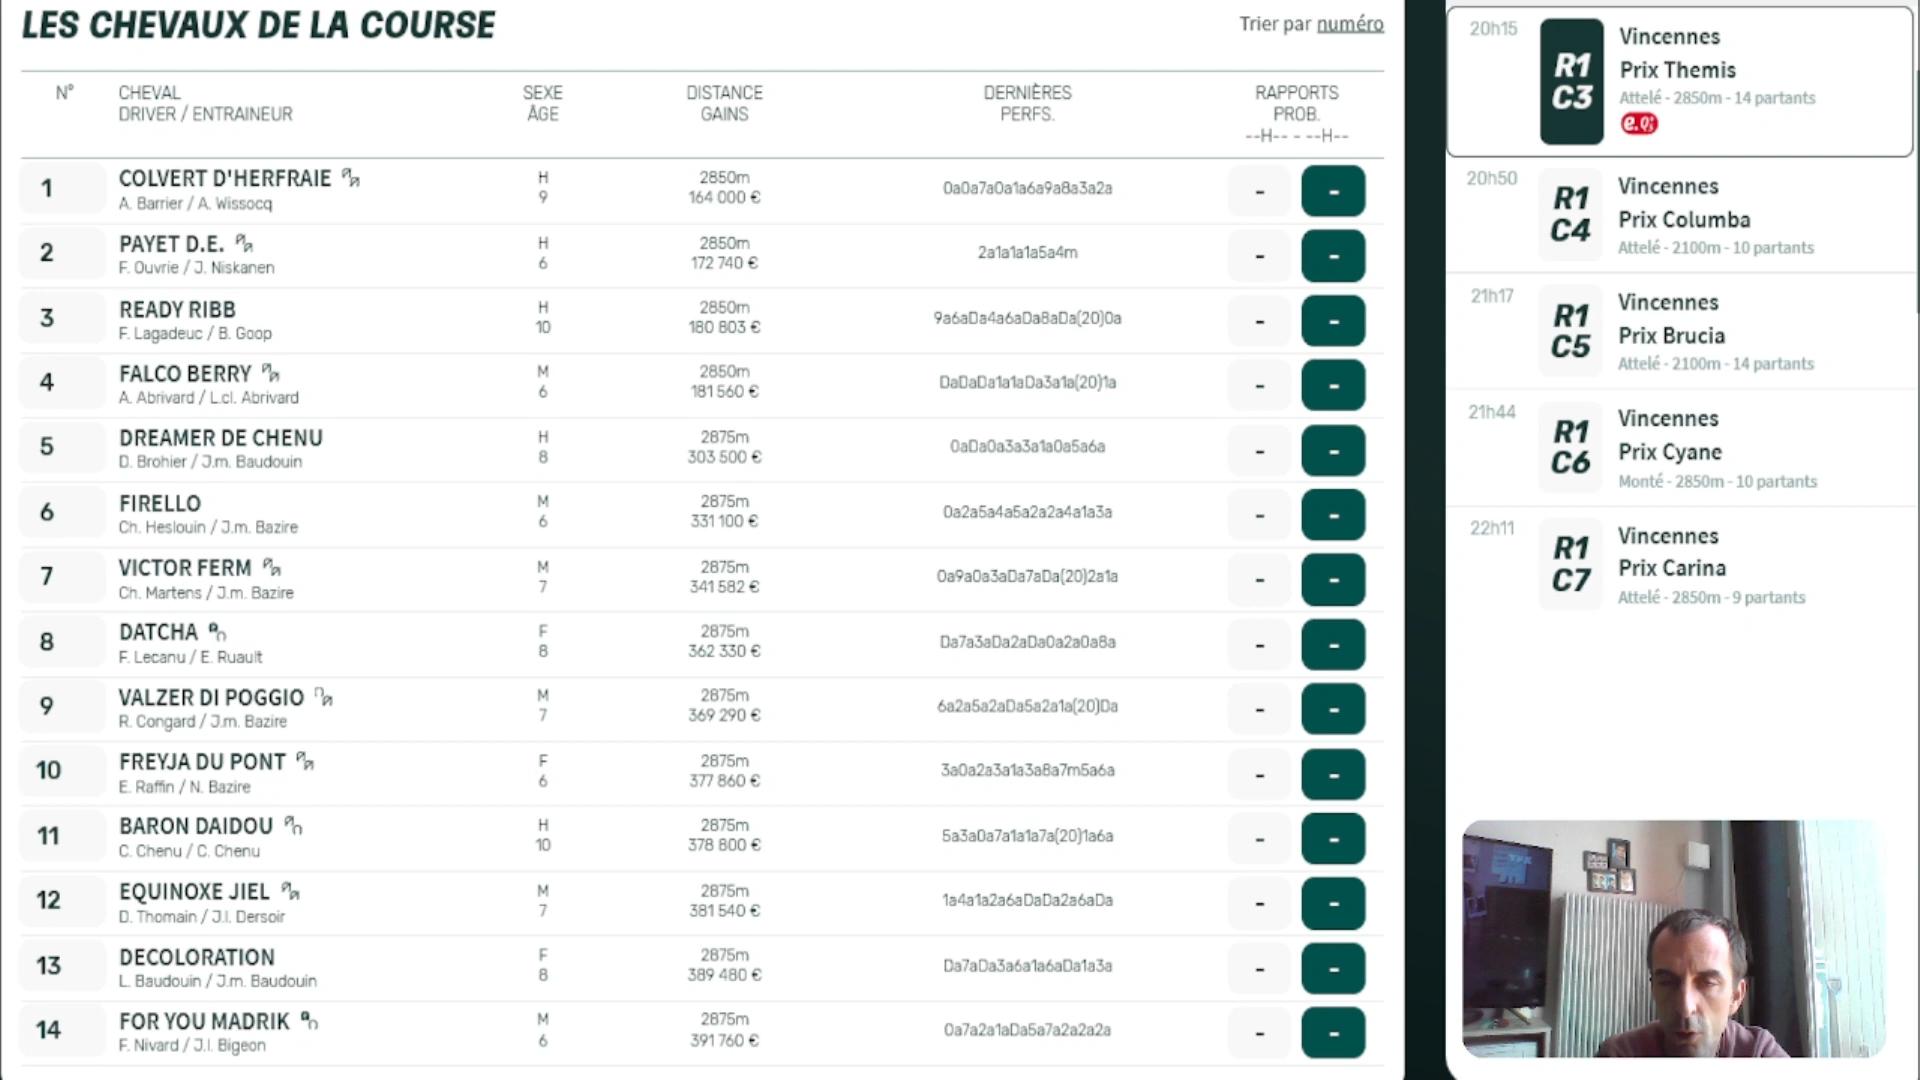 LES CHEVAUX DE LA COURSE
Trier par numéro
N° CHEVAL SEXE DISTANCE DERNIÈRES RAPPORTS
DRIVER / ENTRAINEUR ÂGE GAINS PERFS. PROB.
--H-- - --H--
1 COLVERT D'HERFRAIE H 2850m 0a0a7a0a1a6a9a8a3a2a - -
A. Barrier / A. Wissocq 9 164 000 €
2 PAYET D.E. H 2850m 2a1a1a1a5a4m - -
F. Ouvrie / J. Niskanen 6 172 740 €
3 READY RIBB H 2850m 9a6aDa4a6aDa8aDa(20)0a - -
F. Lagadeuc / B. Goop 10 180 803 €
4 FALCO BERRY M 2850m DaDaDa1a1aDa3a1a(20)1a - -
A. Abrivard / L.cl. Abrivard 6 181 560 €
5 DREAMER DE CHENU H 2875m 0aDa0a3a3a1a0a5a6a - -
D. Brohier / J.m. Baudouin 8 303 500 €
6 FIRELLO M 2875m 0a2a5a4a5a2a2a4a1a3a - -
Ch. Heslouin / J.m. Bazire 6 331 100 €
7 VICTOR FERM M 2875m 0a9a0a3aDa7aDa(20)2a1a - -
Ch. Martens / J.m. Bazire 7 341 582 €
8 DATCHA F 2875m Da7a3aDa2aDa0a2a0a8a - -
F. Lecanu / E. Ruault 8 362 330 €
9 VALZER DI POGGIO M 2875m 6a2a5a2aDa5a2a1a(20)Da - -
R. Congard / J.m. Bazire 7 369 290 €
10 FREYJA DU PONT F 2875m 3a0a2a3a1a3a8a7m5a6a - -
E. Raffin / N. Bazire 6 377 860 €
11 BARON DAIDOU H 2875m 5a3a0a7a1a1a7a(20)1a6a - -
C. Chenu / C. Chenu 10 378 800 €
12 EQUINOXE JIEL M 2875m 1a4a1a2a6aDaDa2a6aDa - -
D. Thomain / J.l. Dersoir 7 381 540 €
13 DECOLORATION F 2875m Da7aDa3a6a1a6aDa1a3a - -
L. Baudouin / J.m. Baudouin 8 389 480 €
14 FOR YOU MADRIK M 2875m 0a7a2a1aDa5a7a2a2a2a - -
F. Nivard / J.l. Bigeon 6 391 760 €
20h15 R1 C3 Vincennes
Prix Themis
Attelé - 2850m - 14 partants
e.Q5
20h50 R1 C4 Vincennes
Prix Columba
Attelé - 2100m - 10 partants
21h17 R1 C5 Vincennes
Prix Brucia
Attelé - 2100m - 14 partants
21h44 R1 C6 Vincennes
Prix Cyane
Monté - 2850m - 10 partants
22h11 R1 C7 Vincennes
Prix Carina
Attelé - 2850m - 9 partants